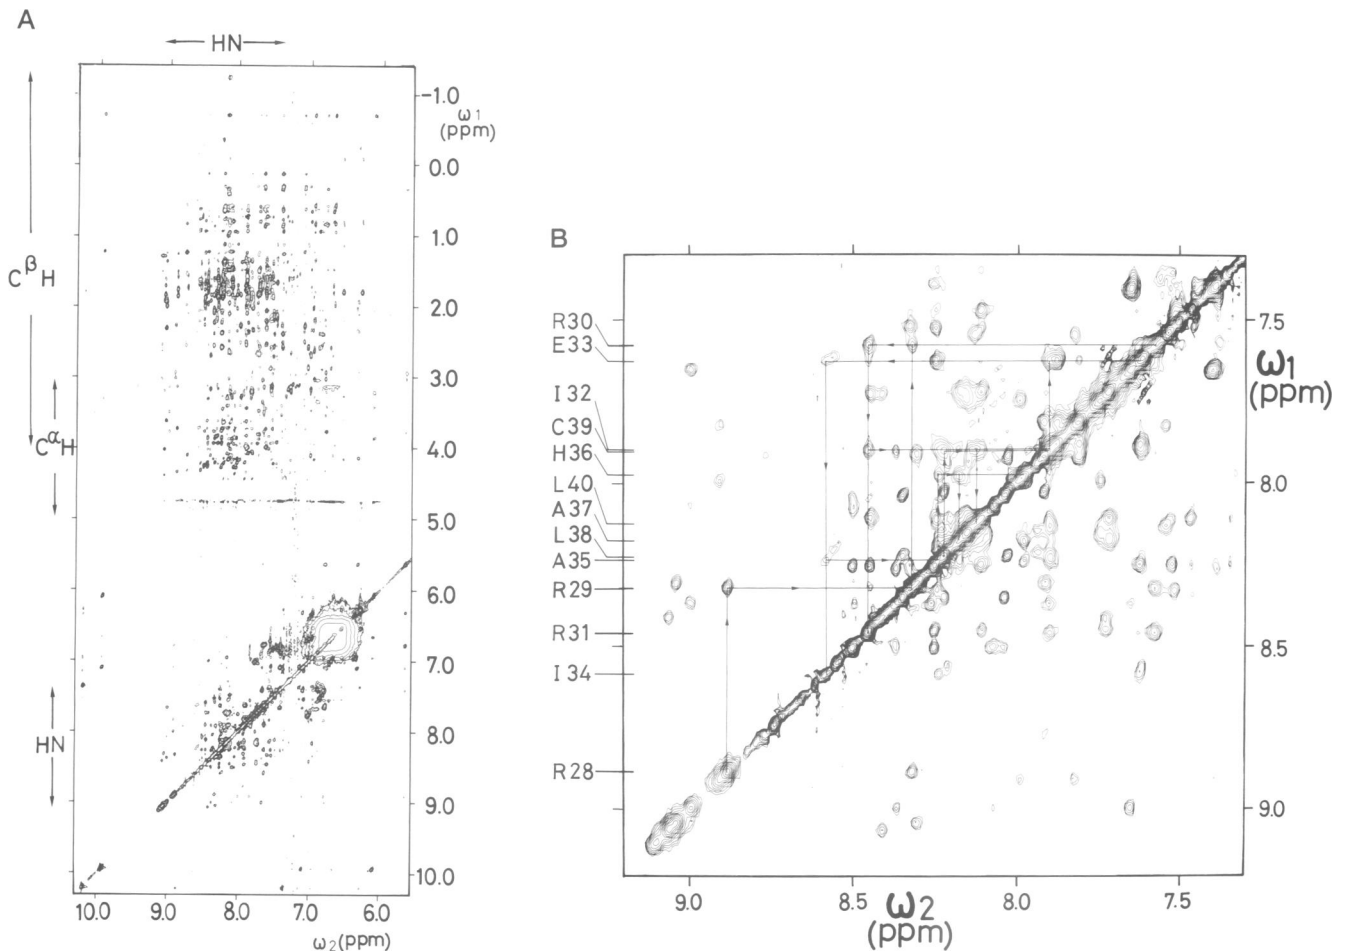 A
HN
-1.0
ω1
(ppm)
0.0
1.0
CβH
2.0
3.0
CαH
4.0
5.0
6.0
7.0
HN
8.0
9.0
10.0
10.0 9.0 8.0 7.0 6.0
ω2(ppm)
B
R30
E33
I32
C39
H36
L40
A37
L38
A35
R29
R31
I34
R28
7.5
ω1
(ppm)
8.0
8.5
9.0
9.0 8.5 8.0 7.5
ω2
(ppm)